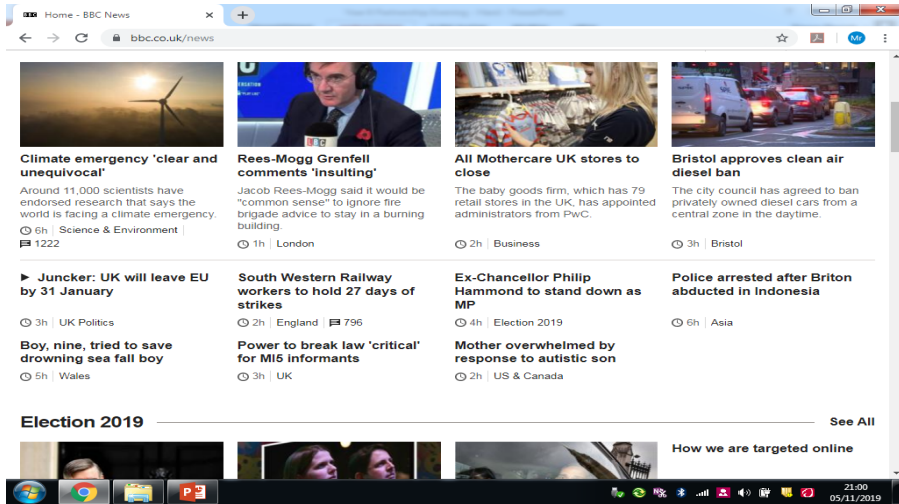 Home - BBC News
bbc.co.uk/news
Mr
BBC
Climate emergency 'clear and
unequivocal'
Around 11,000 scientists have
endorsed research that says the
world is facing a climate emergency.
6h | Science & Environment |
1222
Rees-Mogg Grenfell
comments 'insulting'
Jacob Rees-Mogg said it would be
"common sense" to ignore fire
brigade advice to stay in a burning
building.
1h | London
All Mothercare UK stores to
close
The baby goods firm, which has 79
retail stores in the UK, has appointed
administrators from PwC.
2h | Business
Bristol approves clean air
diesel ban
The city council has agreed to ban
privately owned diesel cars from a
central zone in the daytime.
3h | Bristol
Juncker: UK will leave EU
by 31 January
3h | UK Politics
South Western Railway
workers to hold 27 days of
strikes
2h | England | 796
Ex-Chancellor Philip
Hammond to stand down as
MP
4h | Election 2019
Police arrested after Briton
abducted in Indonesia
6h | Asia
Boy, nine, tried to save
drowning sea fall boy
5h | Wales
Power to break law 'critical'
for MI5 informants
3h | UK
Mother overwhelmed by
response to autistic son
2h | US & Canada
Election 2019
See All
How we are targeted online
21:00
05/11/2019